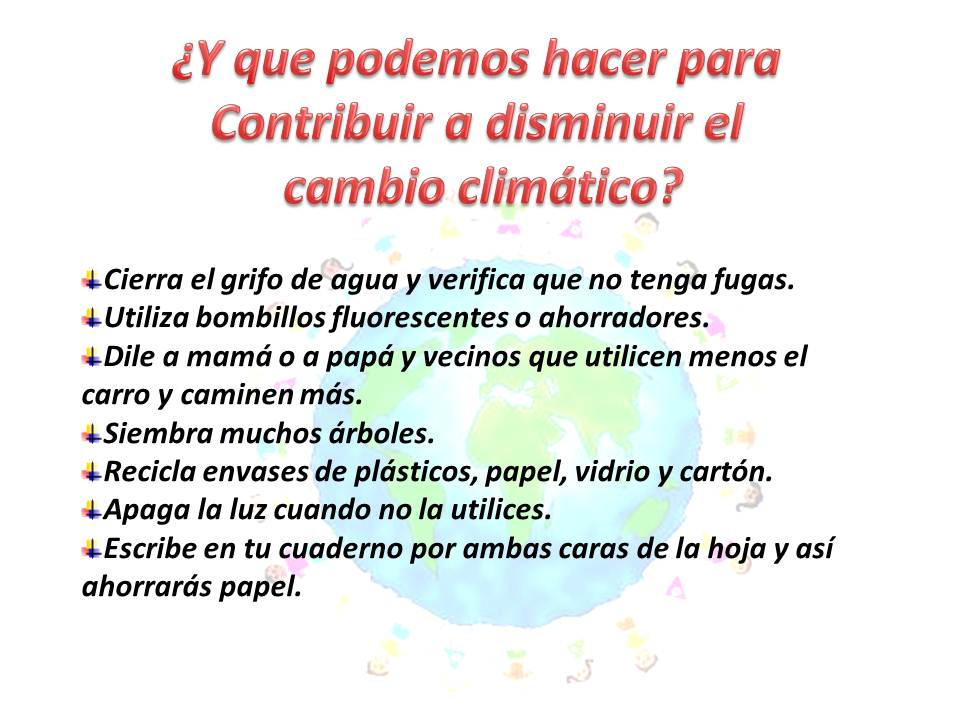 ¿Y que podemos hacer para
Contribuir a disminuir el
cambio climático?
Cierra el grifo de agua y verifica que no tenga fugas.
Utiliza bombillos fluorescentes o ahorradores.
Dile a mamá o a papá y vecinos que utilicen menos el
carro y caminen más.
Siembra muchos árboles.
Recicla envases de plásticos, papel, vidrio y cartón.
Apaga la luz cuando no la utilices.
Escribe en tu cuaderno por ambas caras de la hoja y así
ahorrarás papel.